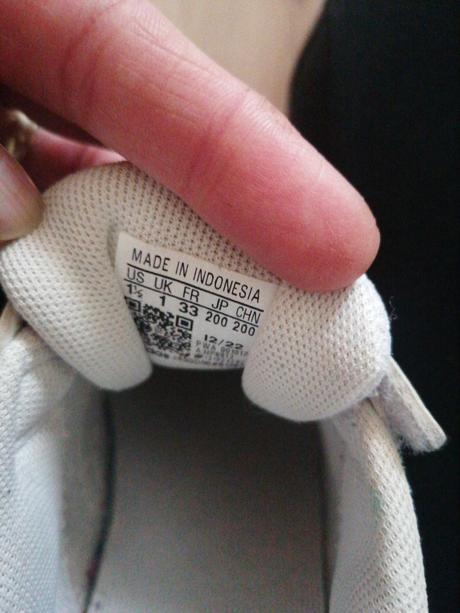 MADE IN INDONESIA
US UK FR JP CHN
1½ 1 33 200 200
12/22